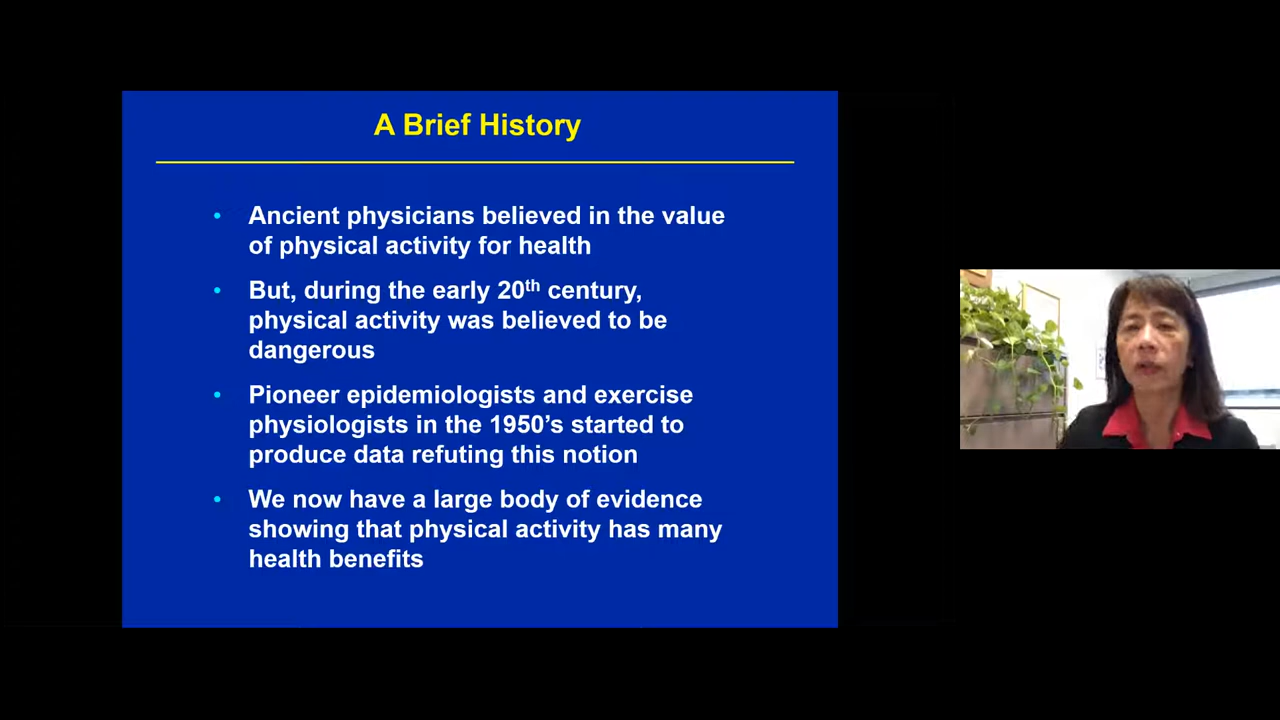 A Brief History
• Ancient physicians believed in the value
of physical activity for health
• But, during the early 20th century,
physical activity was believed to be
dangerous
• Pioneer epidemiologists and exercise
physiologists in the 1950's started to
produce data refuting this notion
• We now have a large body of evidence
showing that physical activity has many
health benefits